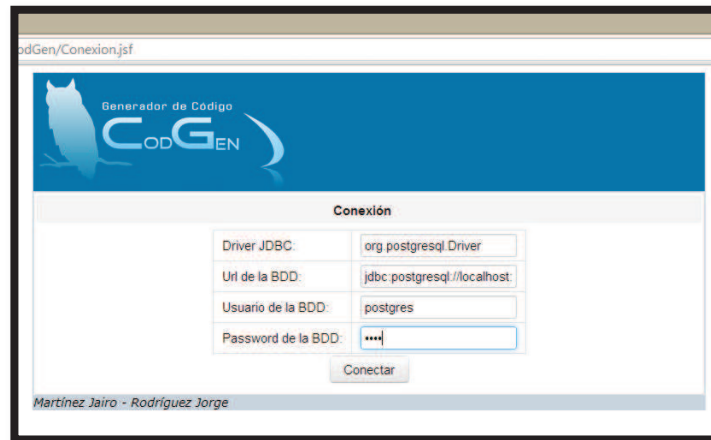 odGen/Conexion.jsf
Generador de Código
CODGEN
Conexión
Driver JDBC: org.postgresql.Driver
Url de la BDD: jdbc:postgresql://localhost:
Usuario de la BDD: postgres
Password de la BDD: ••••
Conectar
Martínez Jairo - Rodríguez Jorge